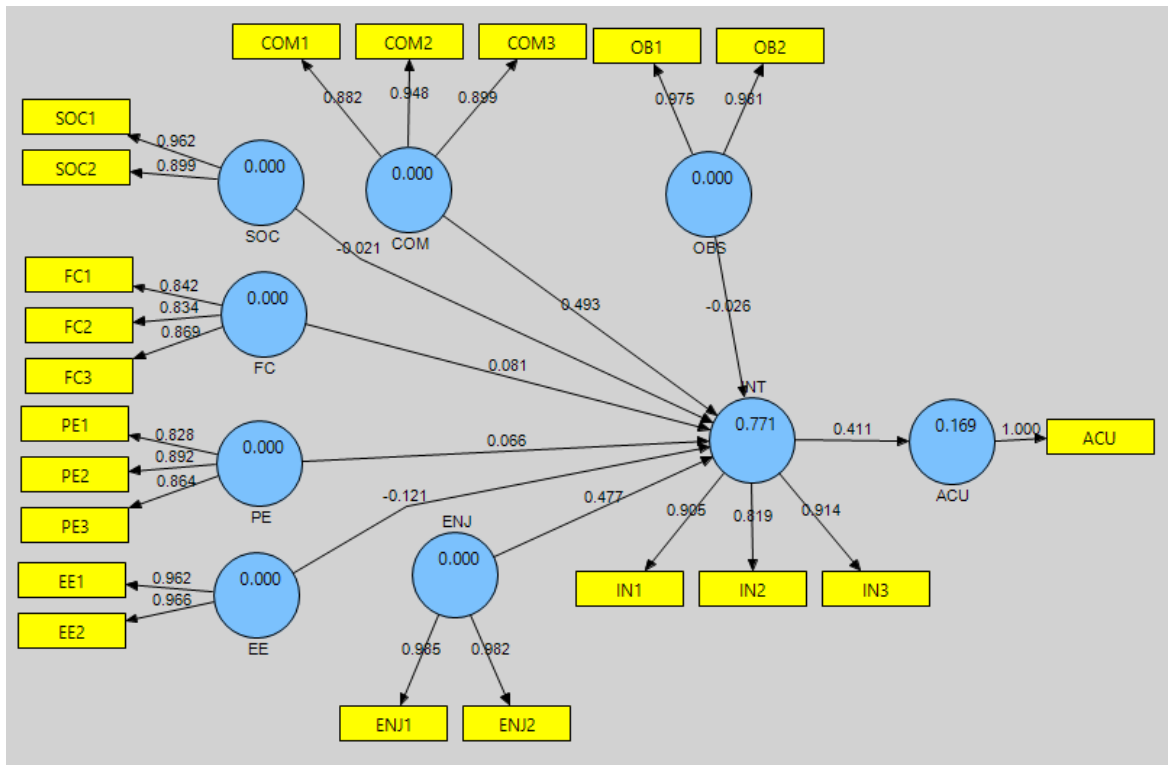 COM1
COM2
COM3
OB1
OB2
0.882
0.948
0.899
0.975
0.981
SOC1
SOC2
0.962
0.899
0.000
SOC
0.000
COM
0.000
OBS
-0.021
0.493
-0.026
FC1
FC2
FC3
0.842
0.834
0.869
0.000
FC
0.081
PE1
PE2
PE3
0.828
0.892
0.864
0.000
PE
0.066
NT
0.771
0.411
0.169
ACU
1.000
ACU
-0.121
0.477
EE1
EE2
0.962
0.966
0.000
EE
ENJ
0.000
0.905
0.819
0.914
IN1
IN2
IN3
0.985
0.982
ENJ1
ENJ2